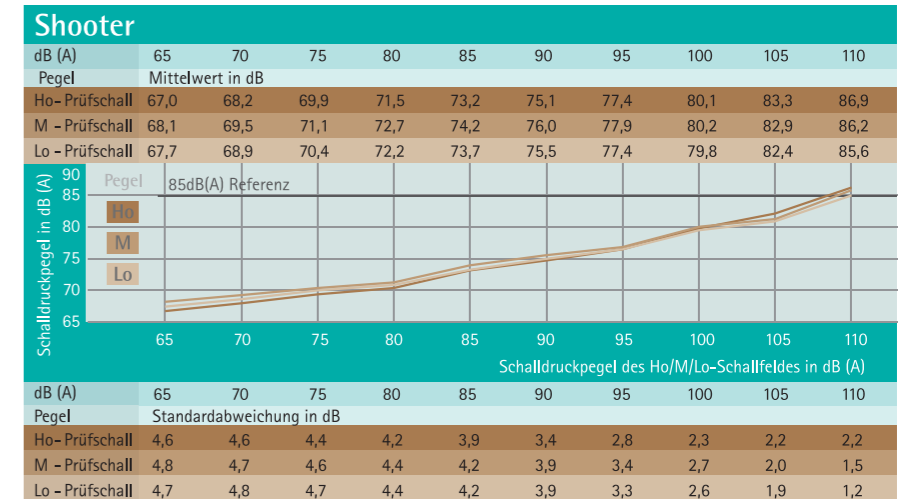 Shooter
dB (A) 65 70 75 80 85 90 95 100 105 110
Pegel Mittelwert in dB
Ho- Prüfschall 67,0 68,2 69,9 71,5 73,2 75,1 77,4 80,1 83,3 86,9
M - Prüfschall 68,1 69,5 71,1 72,7 74,2 76,0 77,9 80,2 82,9 86,2
Lo - Prüfschall 67,7 68,9 70,4 72,2 73,7 75,5 77,4 79,8 82,4 85,6
Schalldruckpegel in dB (A)
90 Pegel
85 85dB(A) Referenz
Ho
80
M
75
Lo
70
65
65 70 75 80 85 90 95 100 105 110
Schalldruckpegel des Ho/M/Lo-Schallfeldes in dB (A)
dB (A) 65 70 75 80 85 90 95 100 105 110
Pegel Standardabweichung in dB
Ho- Prüfschall 4,6 4,6 4,4 4,2 3,9 3,4 2,8 2,3 2,2 2,2
M - Prüfschall 4,8 4,7 4,6 4,4 4,2 3,9 3,4 2,7 2,0 1,5
Lo - Prüfschall 4,7 4,8 4,7 4,4 4,2 3,9 3,3 2,6 1,9 1,2